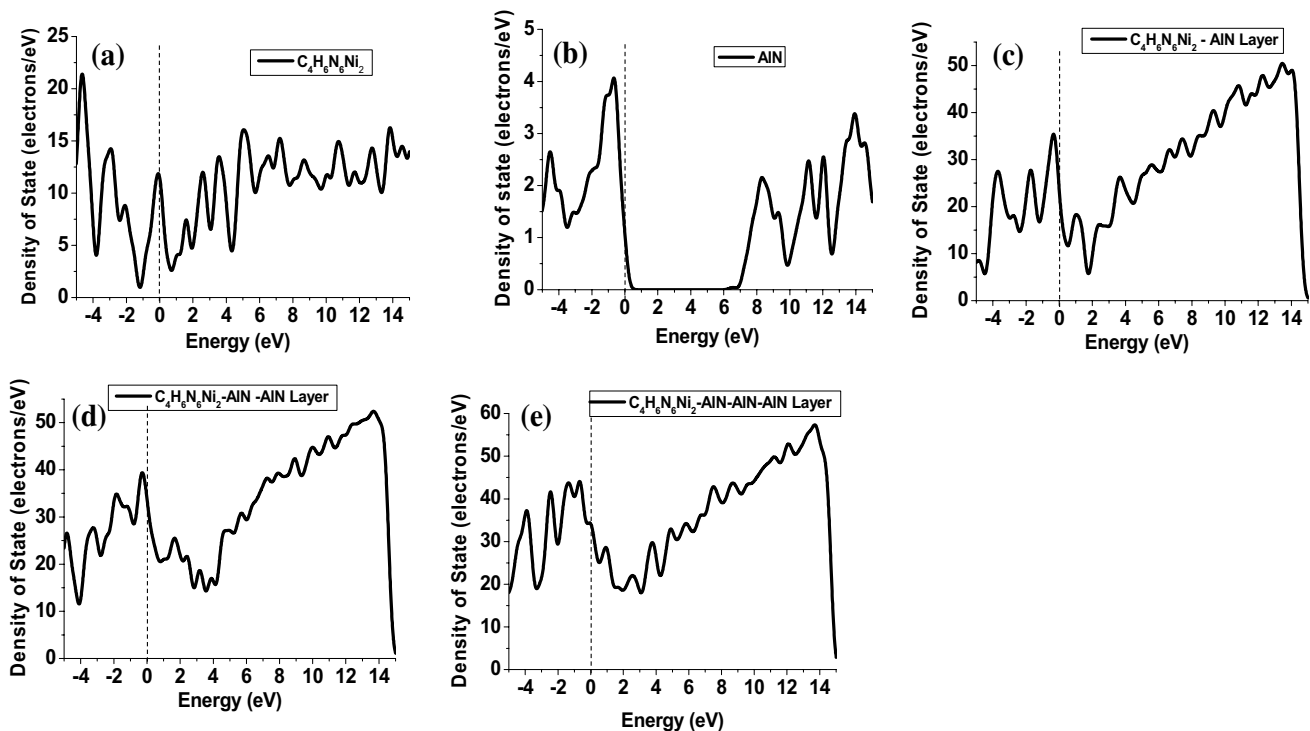 (a)
C₄H₆N₆Ni₂
Density of State (electrons/eV)
25
20
15
10
5
0
-4 -2 0 2 4 6 8 10 12 14
Energy (eV)
(b)
AlN
Density of state (electrons/eV)
5
4
3
2
1
0
-4 -2 0 2 4 6 8 10 12 14
Energy (eV)
(c)
C₄H₆N₆Ni₂ - AlN Layer
Density of State (electrons/eV)
50
40
30
20
10
0
-4 -2 0 2 4 6 8 10 12 14
Energy (eV)
(d)
C₄H₆N₆Ni₂-AlN -AlN Layer
Density of State (electrons/eV)
50
40
30
20
10
0
-4 -2 0 2 4 6 8 10 12 14
Energy (eV)
(e)
C₄H₆N₆Ni₂-AlN-AlN-AlN Layer
Density of State (electrons/eV)
60
50
40
30
20
10
0
-4 -2 0 2 4 6 8 10 12 14
Energy (eV)